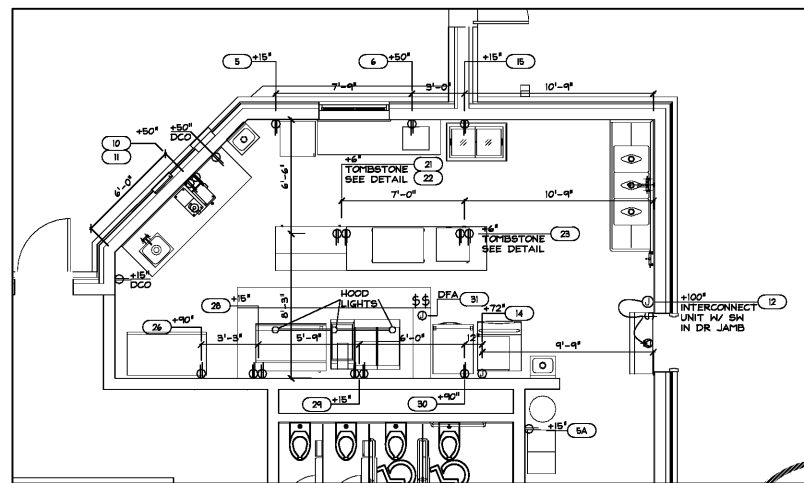 5 +15" 6 +50" +15" 15
7'-9" 3'-0" 10'-9"
+50" +50"
10 DCO
11
6'-0"
+6" 21
TOMBSTONE
SEE DETAIL 22
7'-0" 10'-9"
+6" 23
TOMBSTONE
SEE DETAIL
+15"
DCO
8'-3"
HOOD
LIGHTS
$$
DFA 31
J
28 +15"
+72" 14
J +100" 12
INTERCONNECT
UNIT W/ SW
IN DR JAMB
26 +90"
3'-3" 5'-9" 6'-0" 9'-9"
29 +15" 30 +90"
+15" 5A